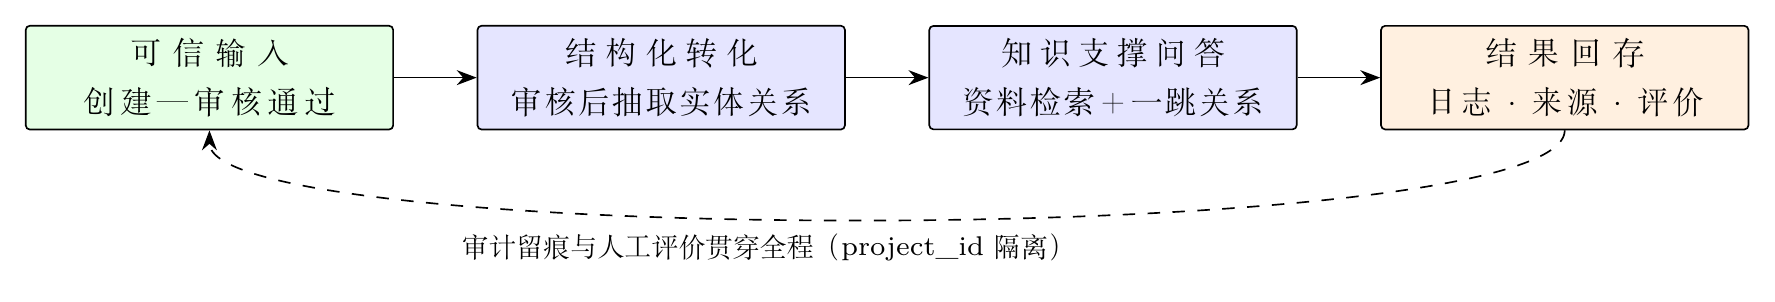 可信输入
创建—审核通过
结构化转化
审核后抽取实体关系
知识支撑问答
资料检索+一跳关系
结果回存
日志 · 来源 · 评价
审计留痕与人工评价贯穿全程（project_id 隔离）